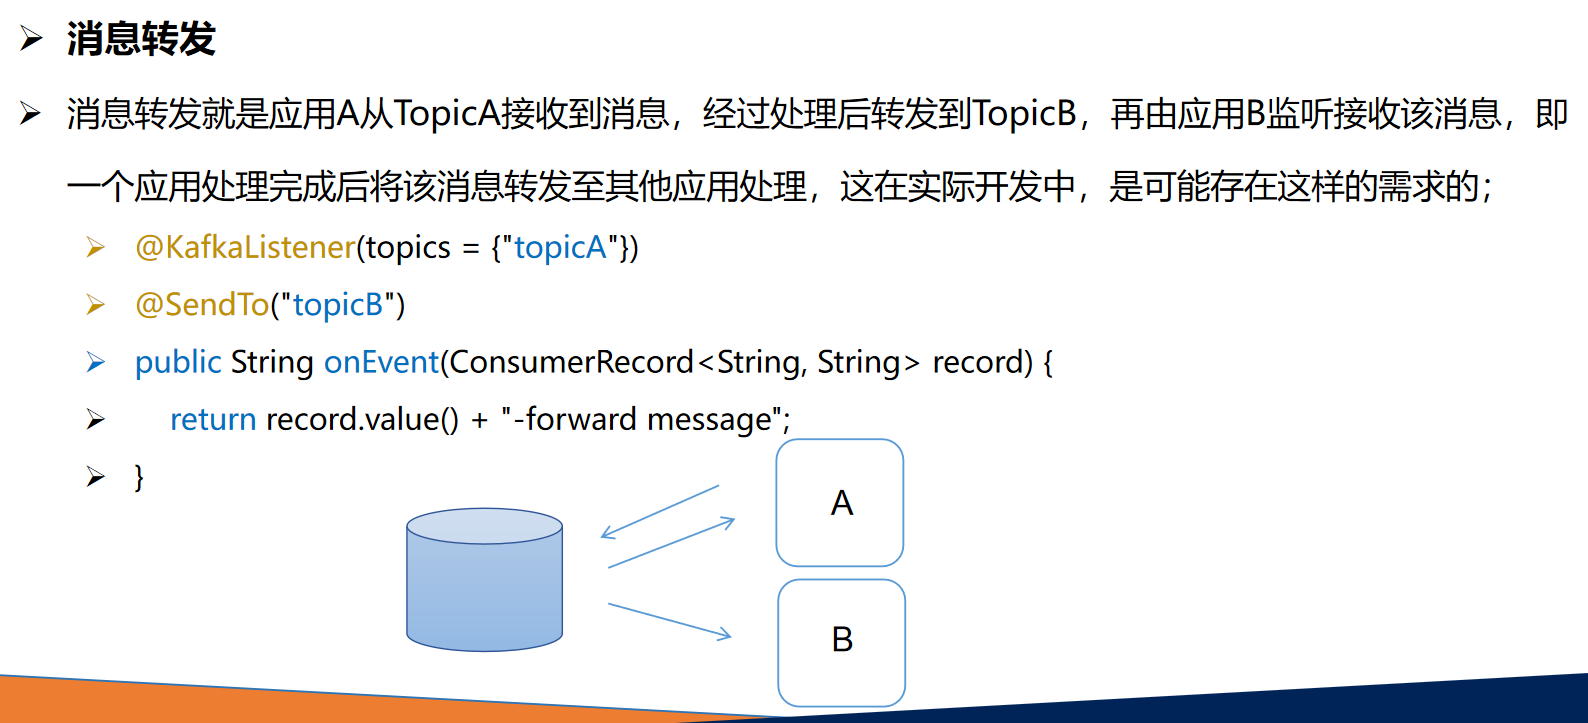 消息转发
消息转发就是应用A从TopicA接收到消息，经过处理后转发到TopicB，再由应用B监听接收该消息，即
一个应用处理完成后将该消息转发至其他应用处理，这在实际开发中，是可能存在这样的需求的；
@KafkaListener(topics = {"topicA"})
@SendTo("topicB")
public String onEvent(ConsumerRecord<String, String> record) {
return record.value() + "-forward message";
}
A
B